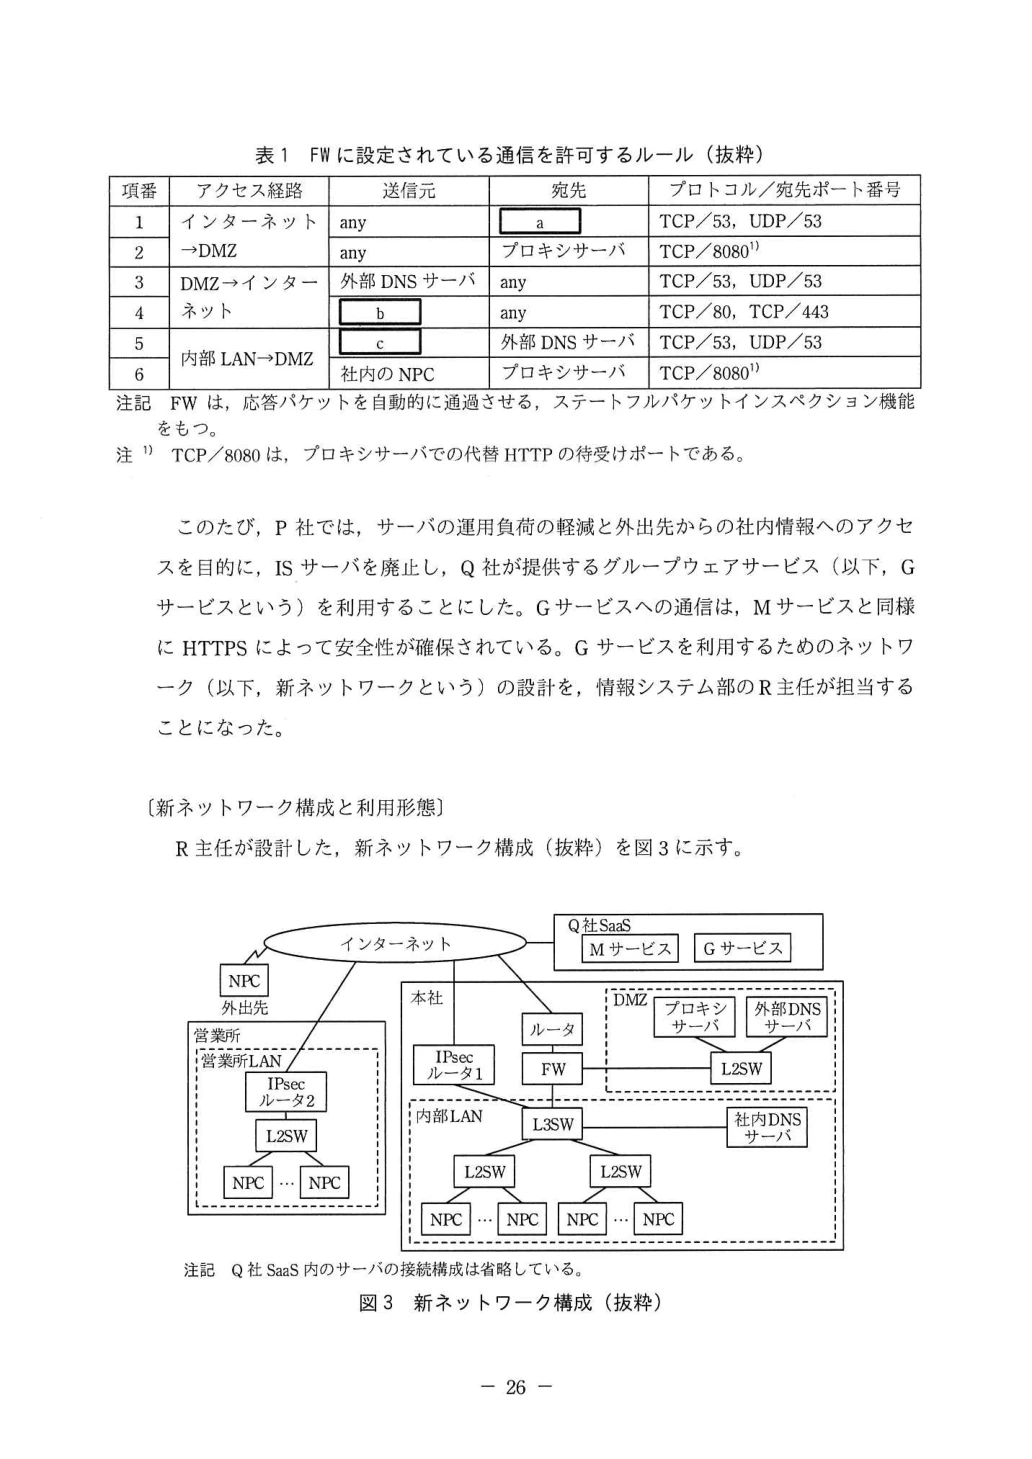 表1 FWに設定されている通信を許可するルール（抜粋）
項番 アクセス経路 送信元 宛先 プロトコル／宛先ポート番号
1 インターネット→DMZ any a TCP／53，UDP／53
2 any プロキシサーバ TCP／8080¹⁾
3 DMZ→インターネット 外部DNSサーバ any TCP／53，UDP／53
4 b any TCP／80，TCP／443
5 内部LAN→DMZ c 外部DNSサーバ TCP／53，UDP／53
6 社内のNPC プロキシサーバ TCP／8080¹⁾
注記 FWは，応答パケットを自動的に通過させる，ステートフルパケットインスペクション機能
をもつ。
注¹⁾ TCP／8080は，プロキシサーバでの代替HTTPの待受けポートである。
このたび，P社では，サーバの運用負荷の軽減と外出先からの社内情報へのアクセ
スを目的に，ISサーバを廃止し，Q社が提供するグループウェアサービス（以下，G
サービスという）を利用することにした。Gサービスへの通信は，Mサービスと同様
にHTTPSによって安全性が確保されている。Gサービスを利用するためのネットワ
ーク（以下，新ネットワークという）の設計を，情報システム部のR主任が担当する
ことになった。
〔新ネットワーク構成と利用形態〕
R主任が設計した，新ネットワーク構成（抜粋）を図3に示す。
インターネット
Q社SaaS
Mサービス Gサービス
NPC
外出先
本社
DMZ
プロキシ
サーバ
外部DNS
サーバ
ルータ
営業所
営業所LAN
IPsec
ルータ1
FW
L2SW
IPsec
ルータ2
内部LAN
L3SW
社内DNS
サーバ
L2SW
L2SW
L2SW
NPC … NPC
NPC … NPC
NPC … NPC
注記 Q社SaaS内のサーバの接続構成は省略している。
図3 新ネットワーク構成（抜粋）
－ 26 －